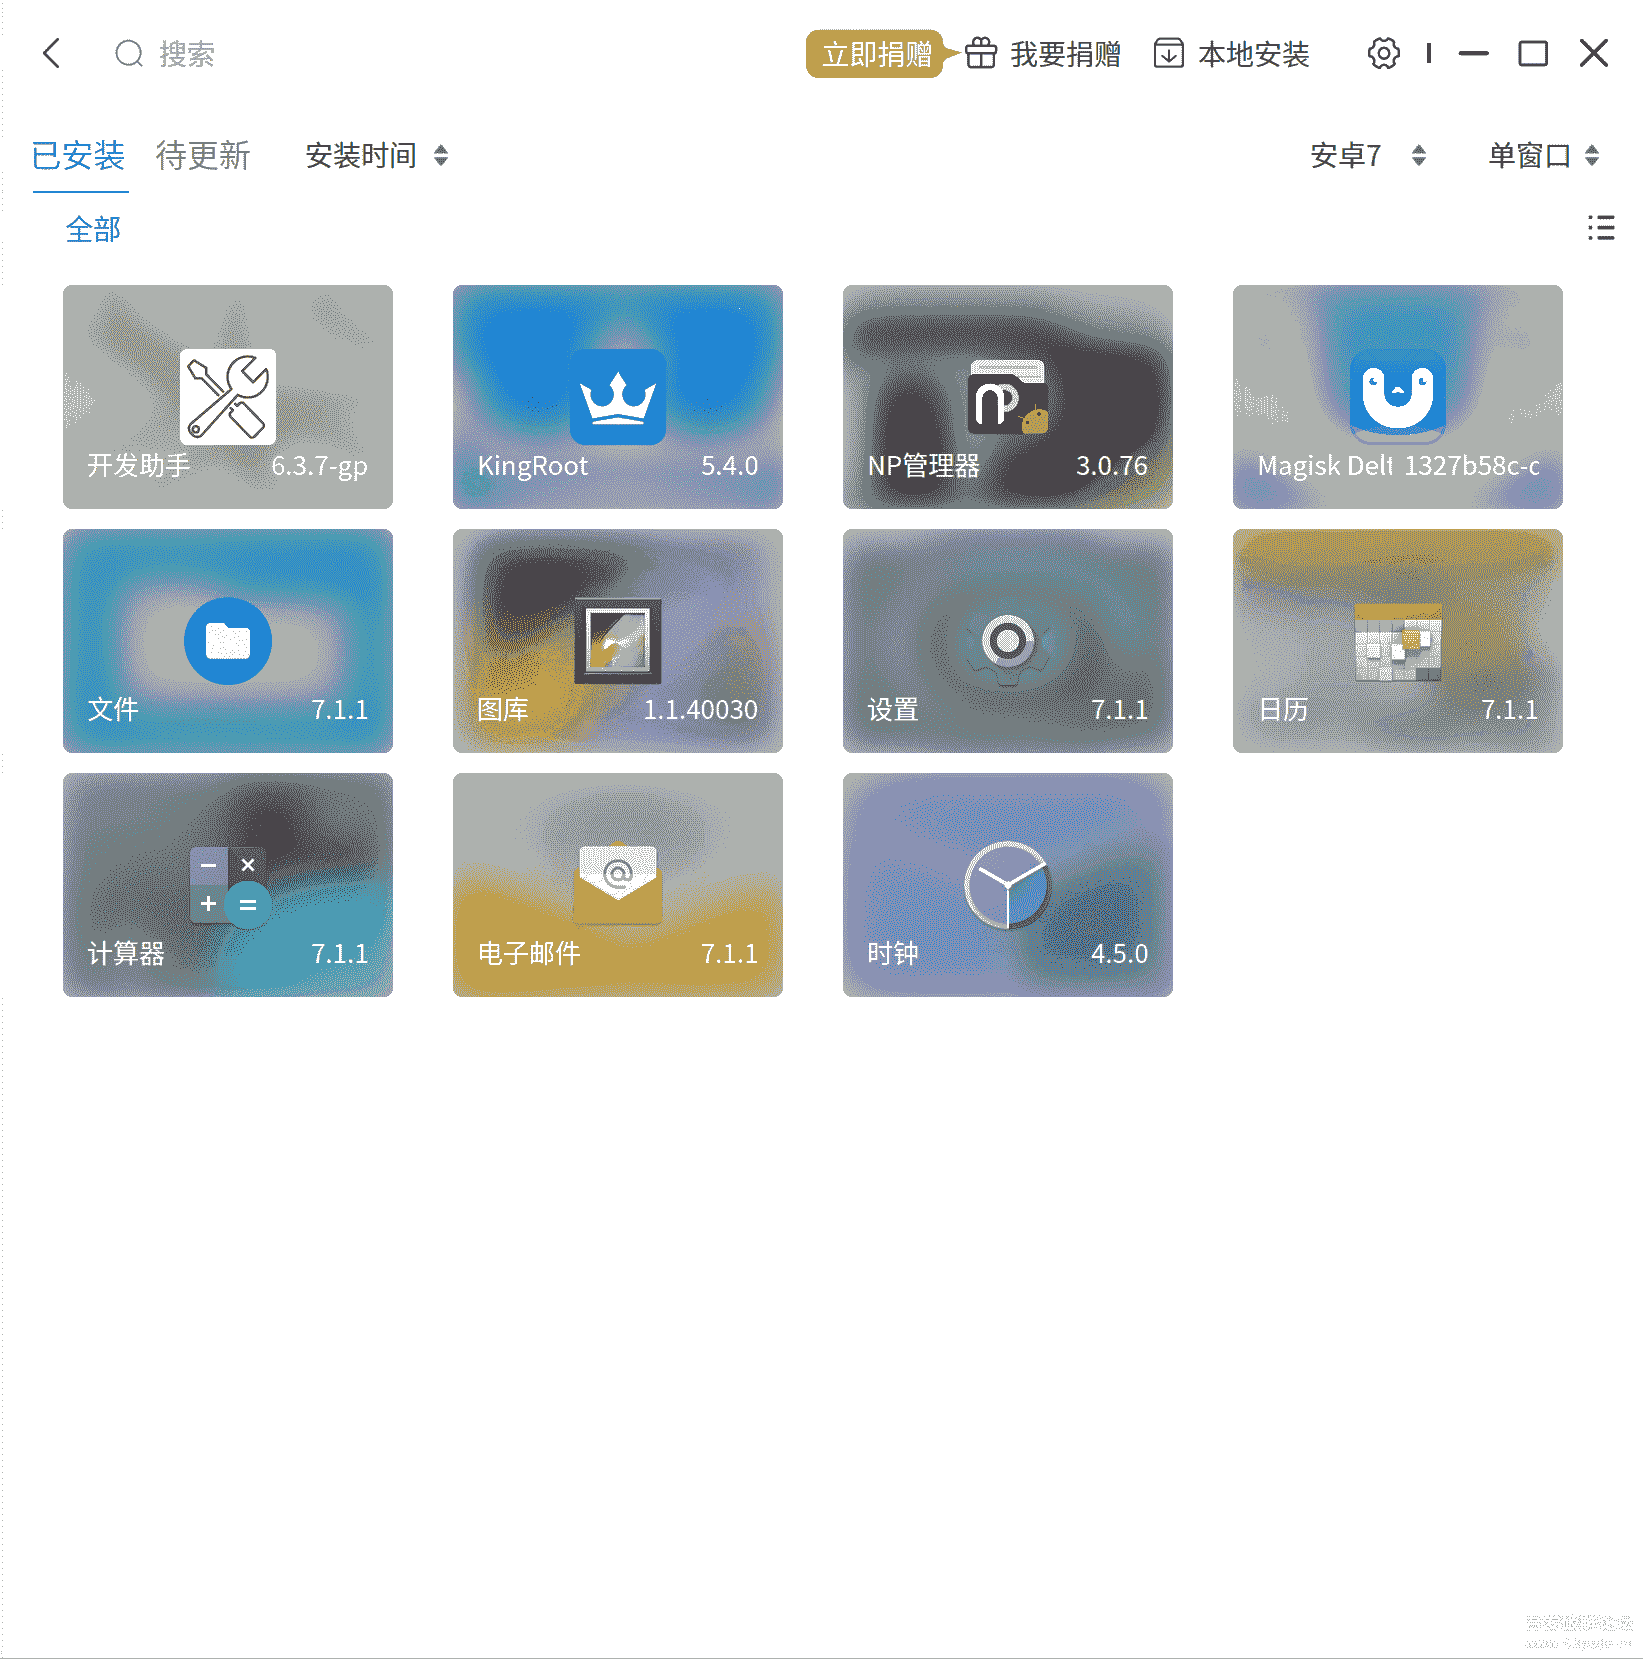 搜索
立即捐赠 我要捐赠 本地安装
已安装 待更新 安装时间 安卓7 单窗口
全部
开发助手 6.3.7-gp
KingRoot 5.4.0
NP管理器 3.0.76
Magisk Delt 1327b58c-c
文件 7.1.1
图库 1.1.40030
设置 7.1.1
日历 7.1.1
计算器 7.1.1
电子邮件 7.1.1
时钟 4.5.0